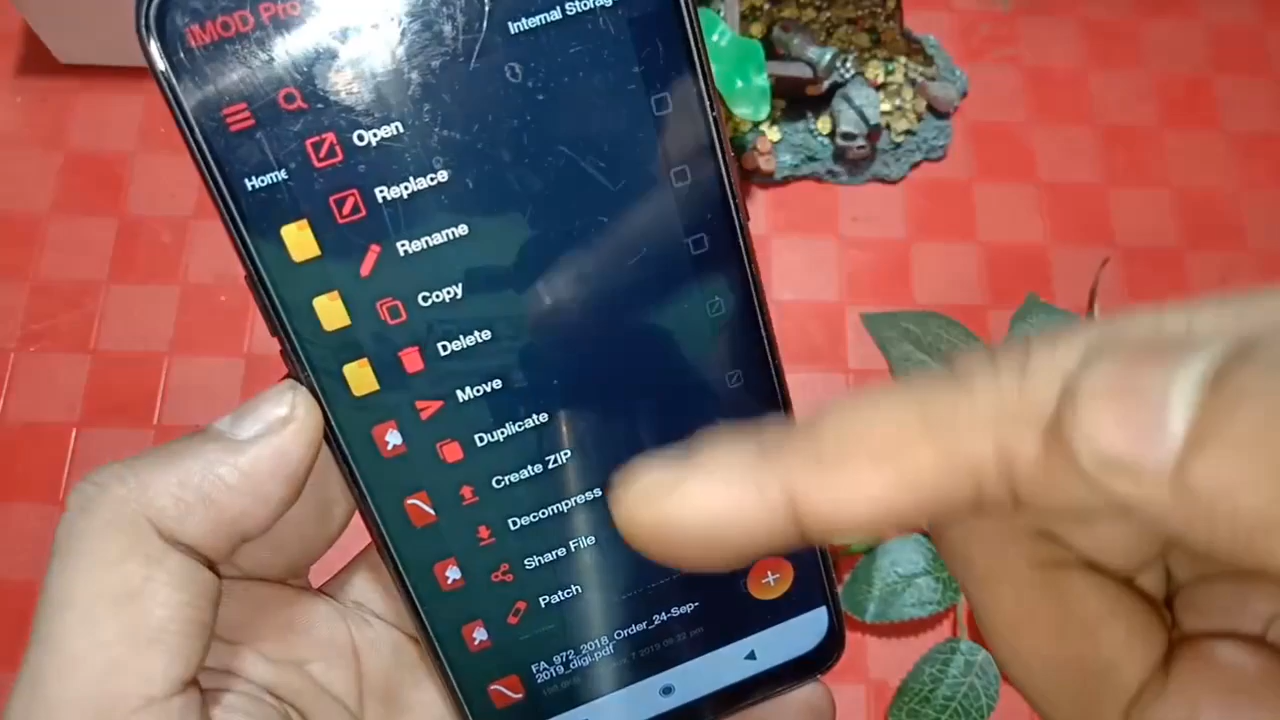 iMOD Pro
Internal Storage
Home
Open
Replace
Rename
Copy
Delete
Move
Duplicate
Create ZIP
Decompress
Share File
Patch
FA_972_2018_Order_24-Sep-
2019_digi.pdf